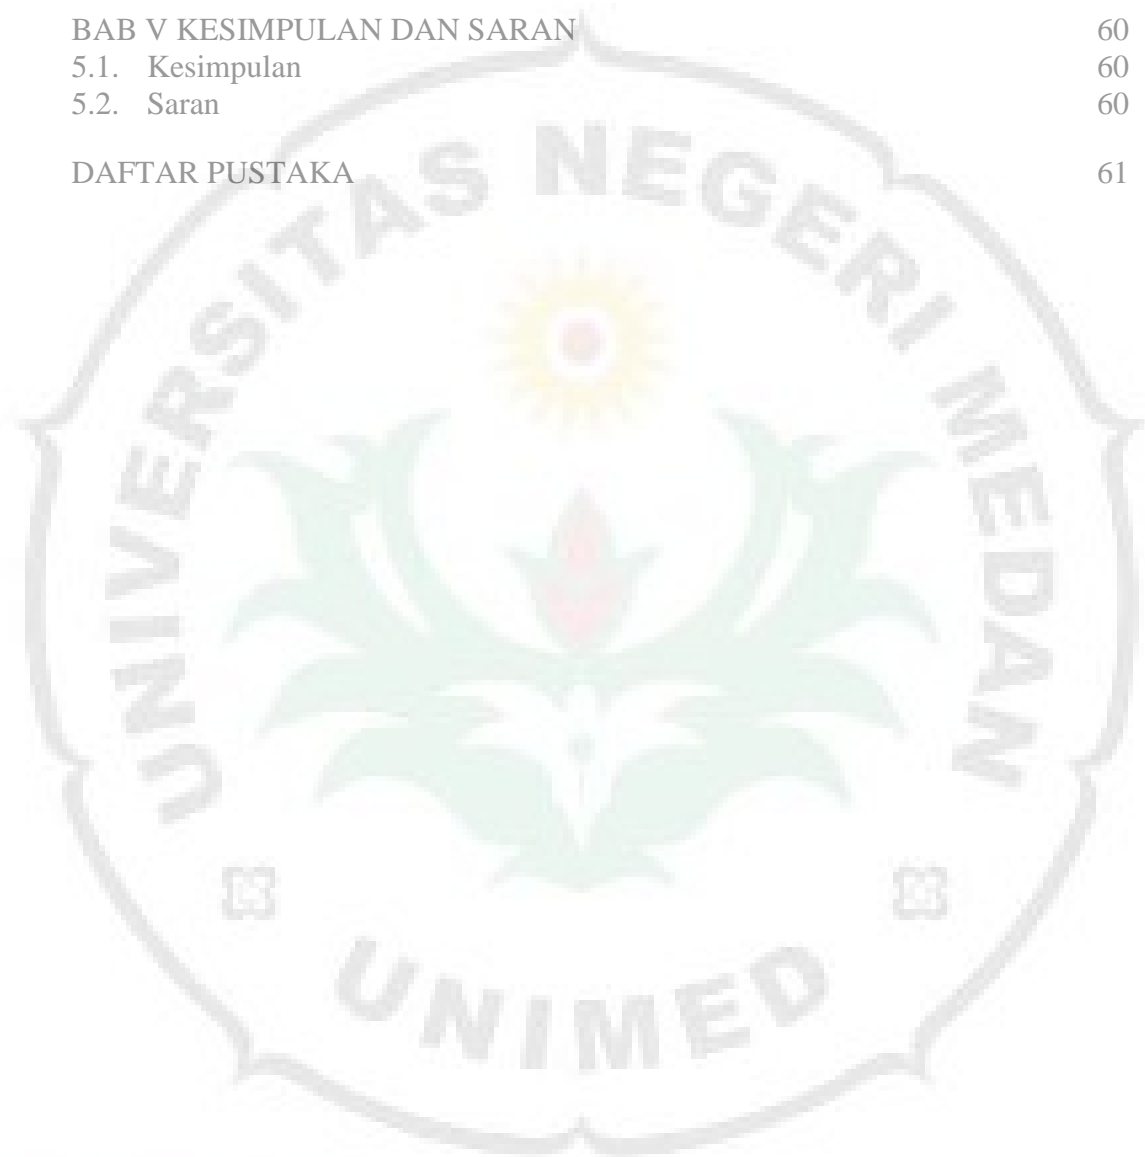 BAB V KESIMPULAN DAN SARAN 60
5.1. Kesimpulan 60
5.2. Saran 60
DAFTAR PUSTAKA 61
UNIVERSITAS NEGERI MEDAN
UNIMED